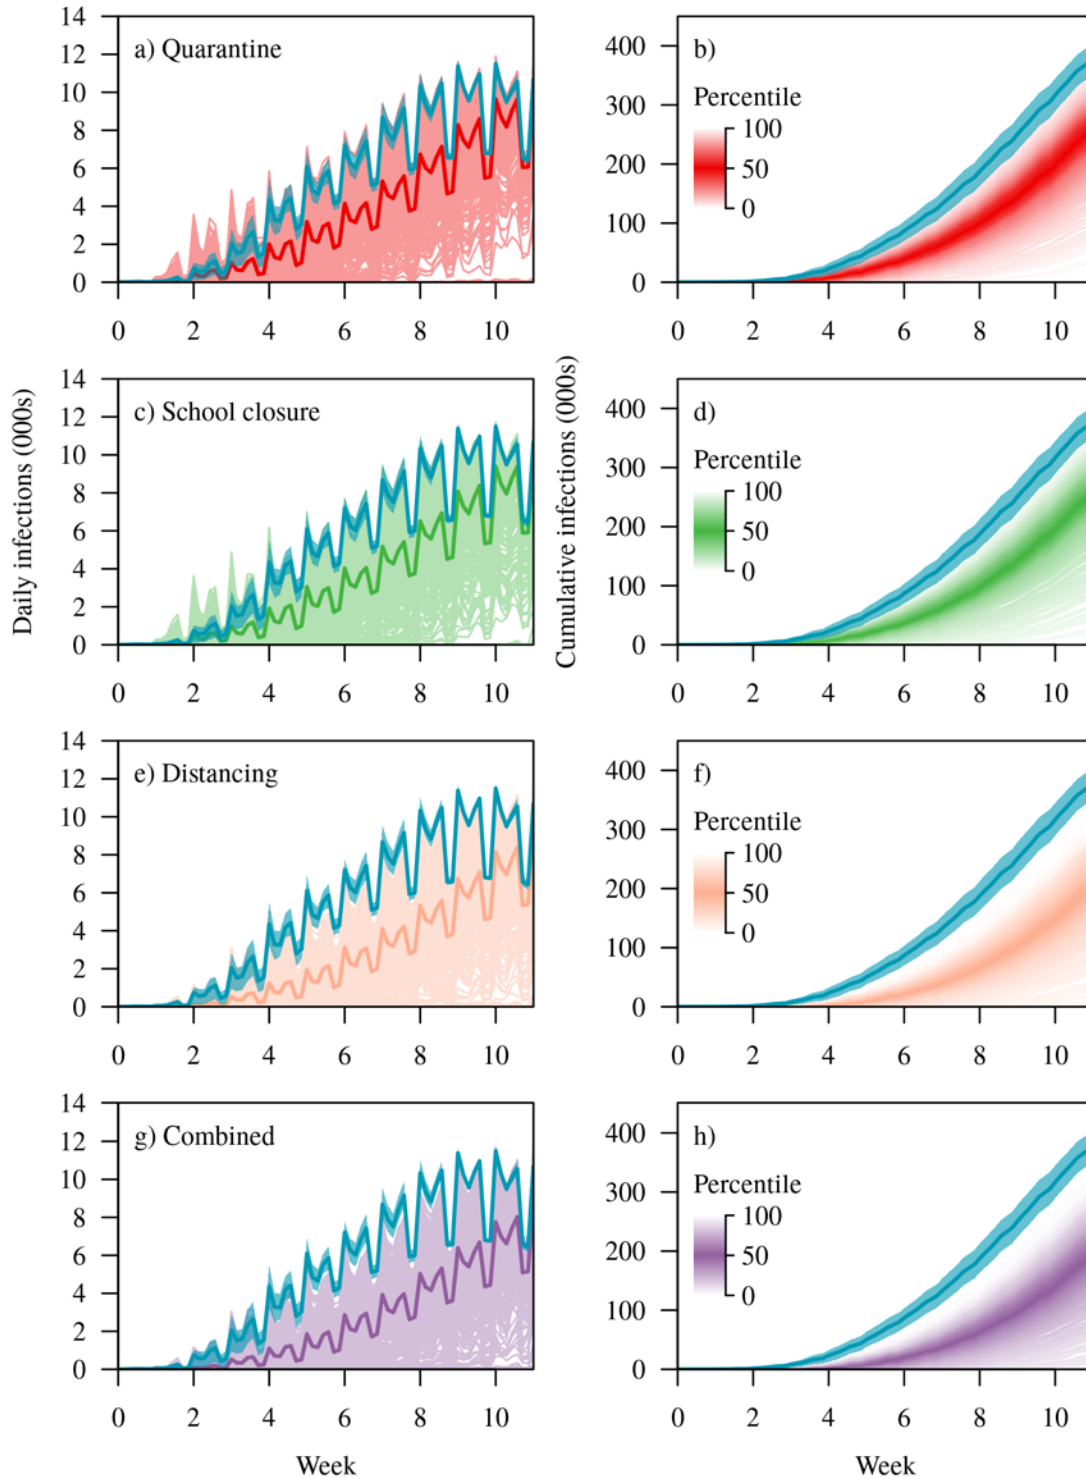 14
12
10
8
6
4
2
0
a) Quarantine
0 2 4 6 8 10
400
300
200
100
0
b)
Percentile
100
50
0
0 2 4 6 8 10
Daily infections (000s)
14
12
10
8
6
4
2
0
c) School closure
0 2 4 6 8 10
Cumulative infections (000s)
400
300
200
100
0
d)
Percentile
100
50
0
0 2 4 6 8 10
14
12
10
8
6
4
2
0
e) Distancing
0 2 4 6 8 10
400
300
200
100
0
f)
Percentile
100
50
0
0 2 4 6 8 10
14
12
10
8
6
4
2
0
g) Combined
0 2 4 6 8 10
Week
400
300
200
100
0
h)
Percentile
100
50
0
0 2 4 6 8 10
Week